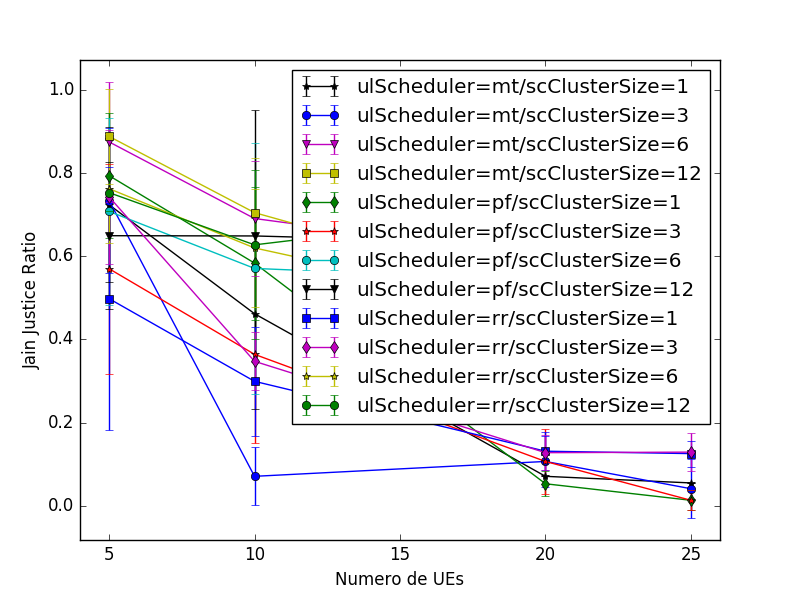 1.0
0.8
0.6
0.4
0.2
0.0
Jain Justice Ratio
ulScheduler=mt/scClusterSize=1
ulScheduler=mt/scClusterSize=3
ulScheduler=mt/scClusterSize=6
ulScheduler=mt/scClusterSize=12
ulScheduler=pf/scClusterSize=1
ulScheduler=pf/scClusterSize=3
ulScheduler=pf/scClusterSize=6
ulScheduler=pf/scClusterSize=12
ulScheduler=rr/scClusterSize=1
ulScheduler=rr/scClusterSize=3
ulScheduler=rr/scClusterSize=6
ulScheduler=rr/scClusterSize=12
5 10 15 20 25
Numero de UEs